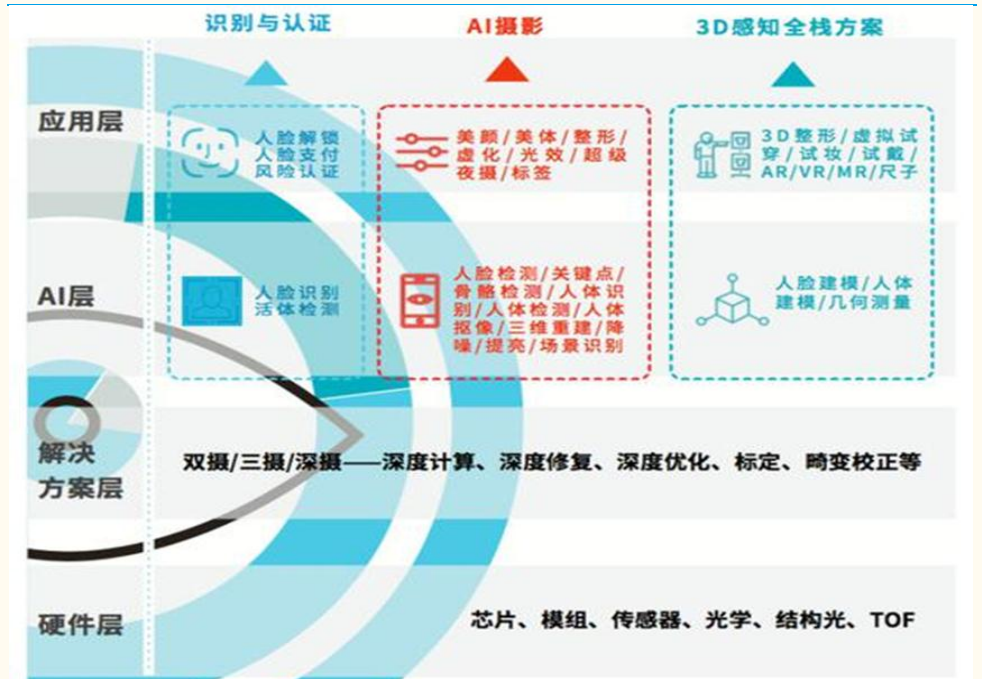 识别与认证
AI摄影
3D感知全栈方案
应用层
人脸解锁
人脸支付
风险认证
美颜/美体/整形/
虚化/光效/超级
夜摄/标签
3D整形/虚拟试
穿/试妆/试戴/
AR/VR/MR/尺子
AI层
人脸识别
活体检测
人脸检测/关键点/
骨骼检测/人体识
别/人体检测/人体
抠像/三维重建/降
噪/提亮/场景识别
人脸建模/人体
建模/几何测量
解决
方案层
双摄/三摄/深摄——深度计算、深度修复、深度优化、标定、畸变校正等
硬件层
芯片、模组、传感器、光学、结构光、TOF